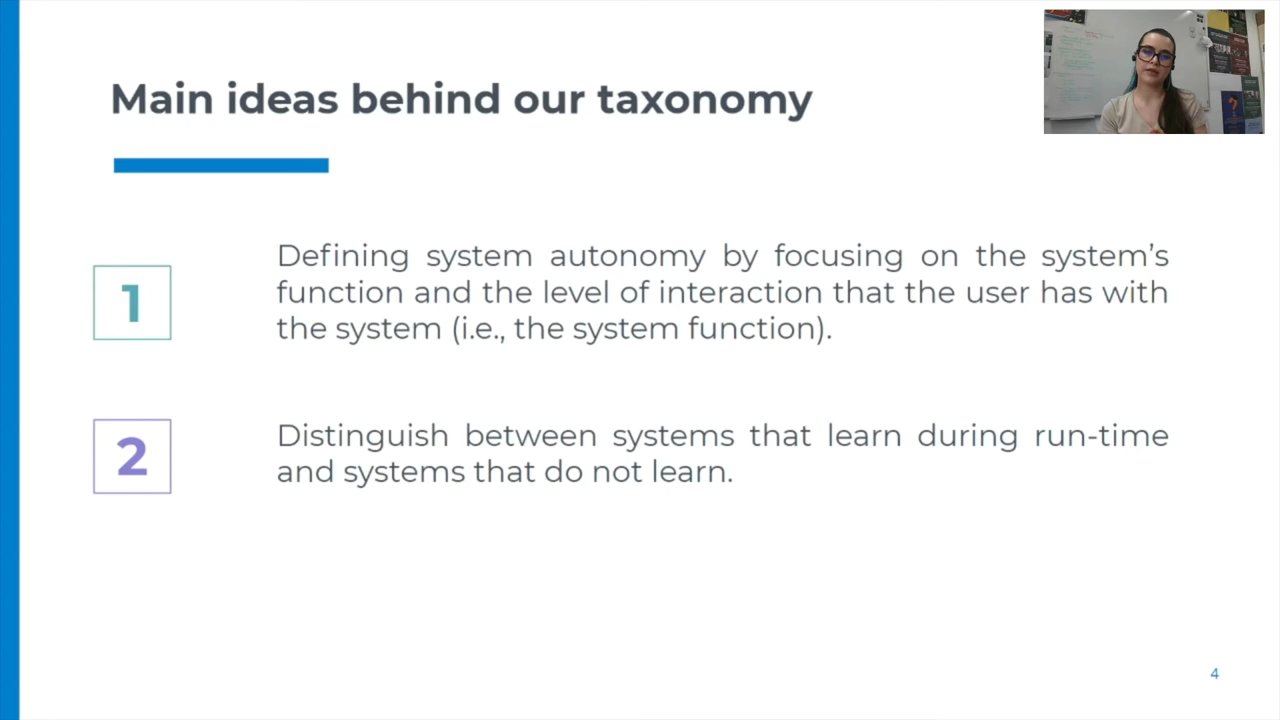 Main ideas behind our taxonomy
1
Defining system autonomy by focusing on the system's
function and the level of interaction that the user has with
the system (i.e., the system function).
2
Distinguish between systems that learn during run-time
and systems that do not learn.
4